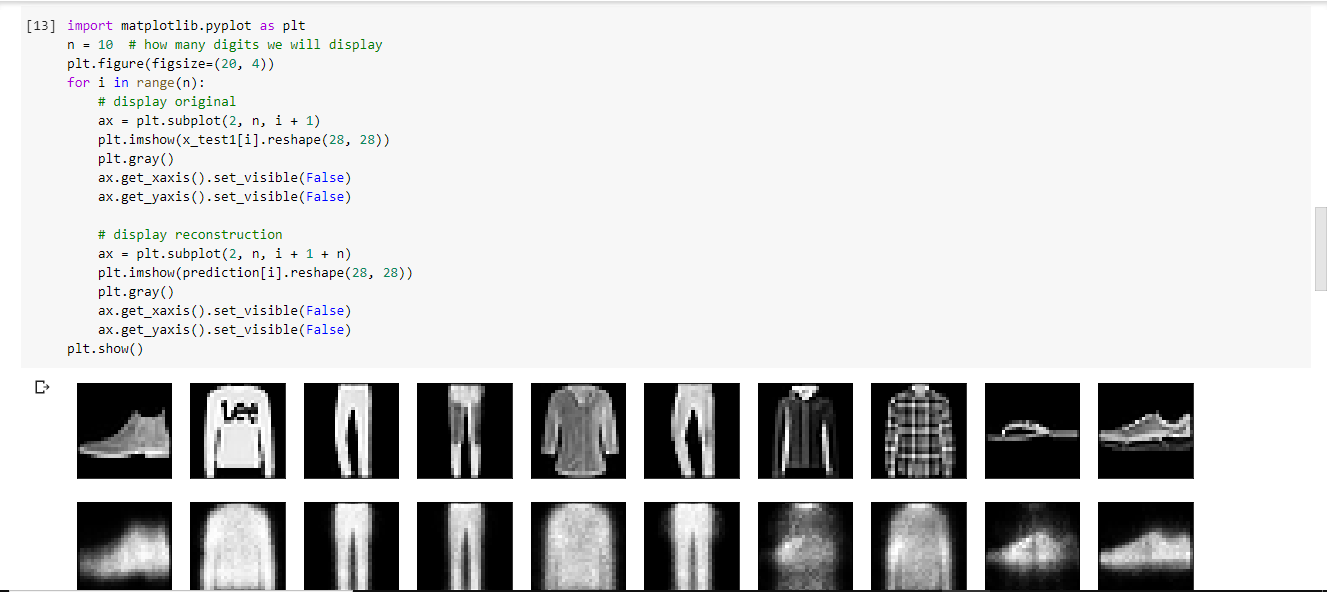 [13] import matplotlib.pyplot as plt
n = 10  # how many digits we will display
plt.figure(figsize=(20, 4))
for i in range(n):
    # display original
    ax = plt.subplot(2, n, i + 1)
    plt.imshow(x_test1[i].reshape(28, 28))
    plt.gray()
    ax.get_xaxis().set_visible(False)
    ax.get_yaxis().set_visible(False)
    # display reconstruction
    ax = plt.subplot(2, n, i + 1 + n)
    plt.imshow(prediction[i].reshape(28, 28))
    plt.gray()
    ax.get_xaxis().set_visible(False)
    ax.get_yaxis().set_visible(False)
plt.show()
Lee